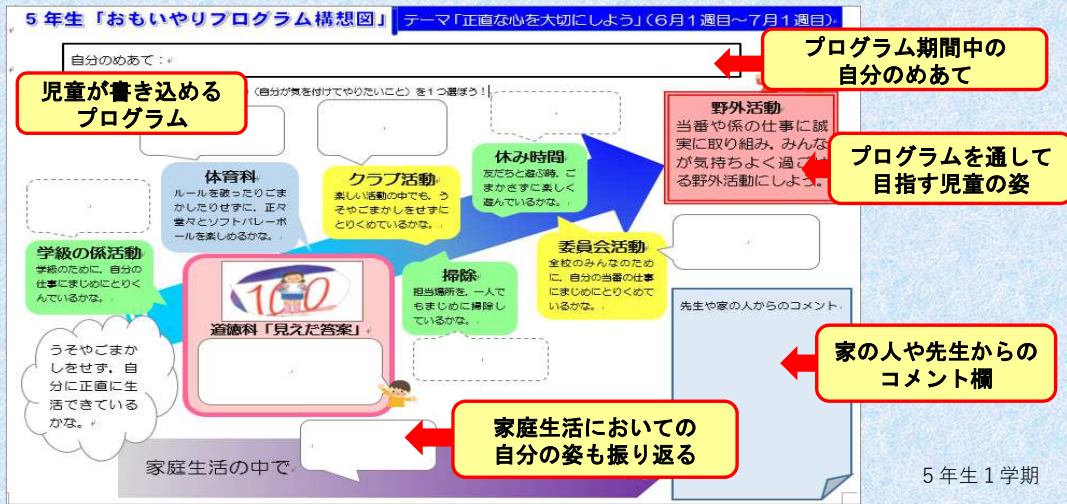 5年生「おもいやりプログラム構想図」
テーマ「正直な心を大切にしよう」(6月1週目~7月1週目)
自分のめあて:
プログラム期間中の
自分のめあて
児童が書き込める
プログラム
(自分が気を付けてやりたいこと)を1つ選ぼう!
野外活動
当番や係の仕事に誠
実に取り組み、みんな
が気持ちよく過ご
る野外活動にしよう。
プログラムを通して
目指す児童の姿
休み時間
友だちと遊ぶ時、ご
まかさずに楽しく
遊んでいるかな。
体育科
ルールを破ったりごま
かしたりせずに、正々
堂々とソフトバレーボ
ールを楽しめるかな。
クラブ活動
楽しい活動の中でも、う
そやごまかしをせずに
とりくめているかな。
学級の係活動
学級のために、自分の
仕事にまじめにとりく
んでいるかな。
委員会活動
全校のみんなのため
に、自分の当番の仕事
にまじめにとりくめて
いるかな。
掃除
担当場所を、一人で
もまじめに掃除し
ているかな。
100
道徳科「見えた答案」
先生や家の人からのコメント
うそやごまか
しをせず、自
分に正直に生
活できている
かな。
家の人や先生からの
コメント欄
家庭生活においての
自分の姿も振り返る
家庭生活の中で
5年生1学期